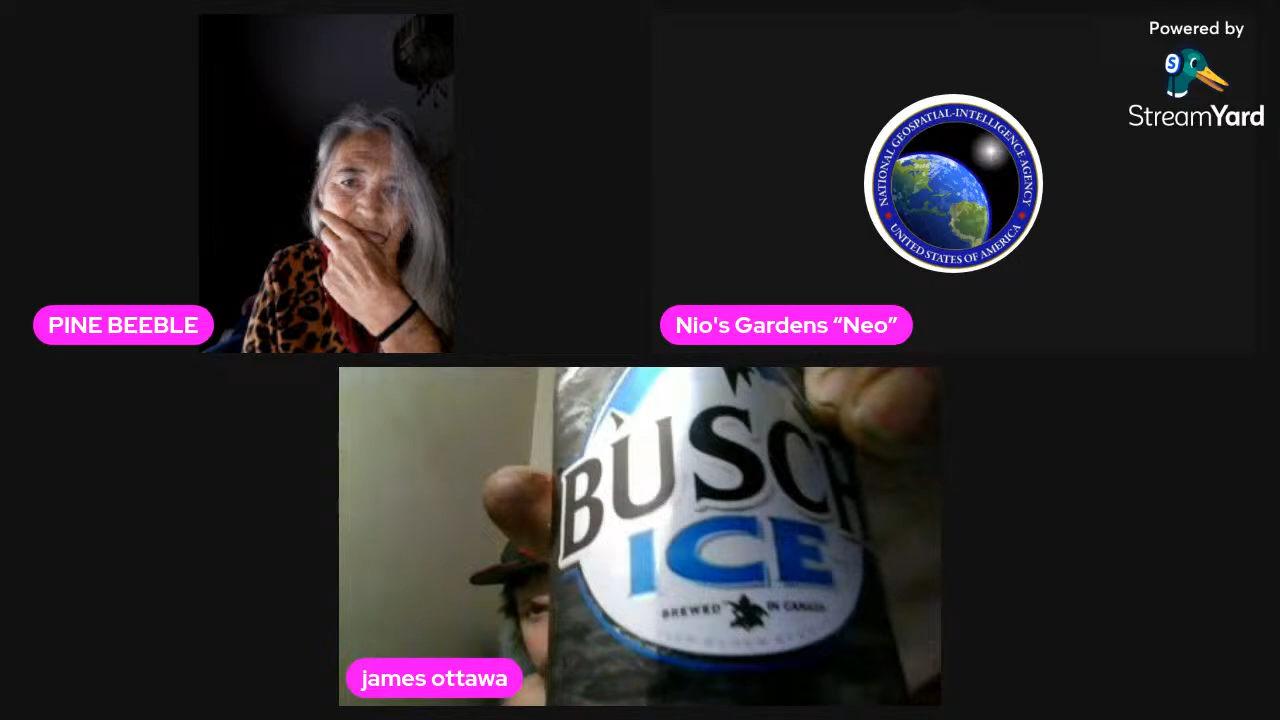 Powered by
StreamYard
NATIONAL GEOSPATIAL-INTELLIGENCE AGENCY
UNITED STATES OF AMERICA
PINE BEEBLE
Nio's Gardens “Neo”
BUSCH
ICE
BREWED IN CANADA
james ottawa